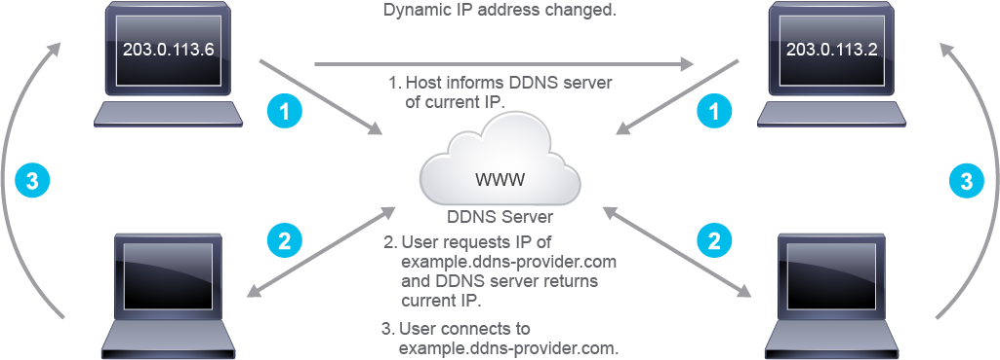 Dynamic IP address changed.
203.0.113.6
203.0.113.2
1. Host informs DDNS server
of current IP.
1
1
WWW
3
3
DDNS Server
2
2
2. User requests IP of
example.ddns-provider.com
and DDNS server returns
current IP.
3. User connects to
example.ddns-provider.com.